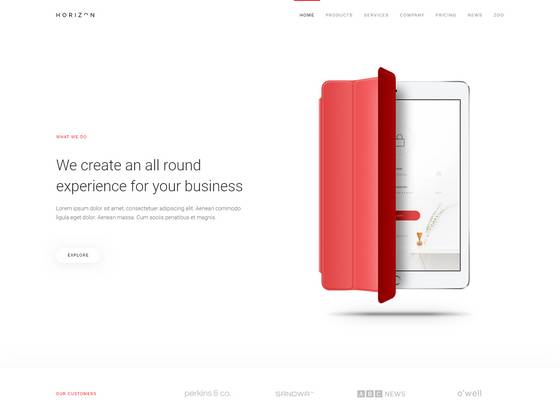 HORIZON
HOME PRODUCTS SERVICES COMPANY PRICING NEWS ZOO
WHAT WE DO
We create an all round
experience for your business
Lorem ipsum dolor sit amet, consectetuer adipiscing elit. Aenean commodo
ligula eget dolor. Aenean massa. Cum sociis penatibus et magnis.
EXPLORE
OUR CUSTOMERS
perkins & co.
SANDWA
ABC NEWS
o'well